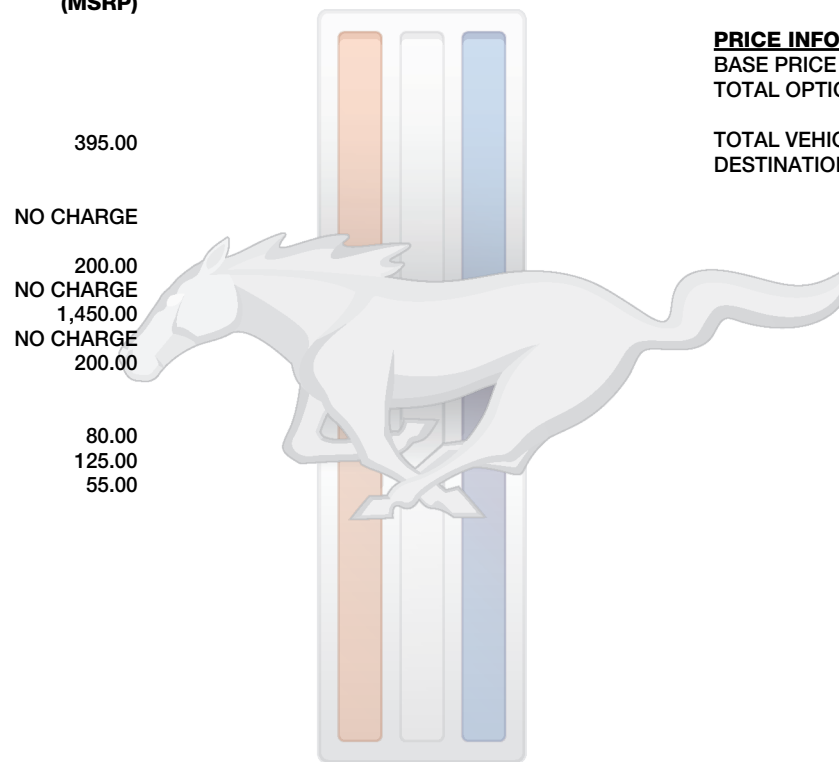 (MSRP)
395.00
NO CHARGE
200.00
NO CHARGE
1,450.00
NO CHARGE
200.00
80.00
125.00
55.00
PRICE INFO
BASE PRICE
TOTAL OPTIO
TOTAL VEHIC
DESTINATION